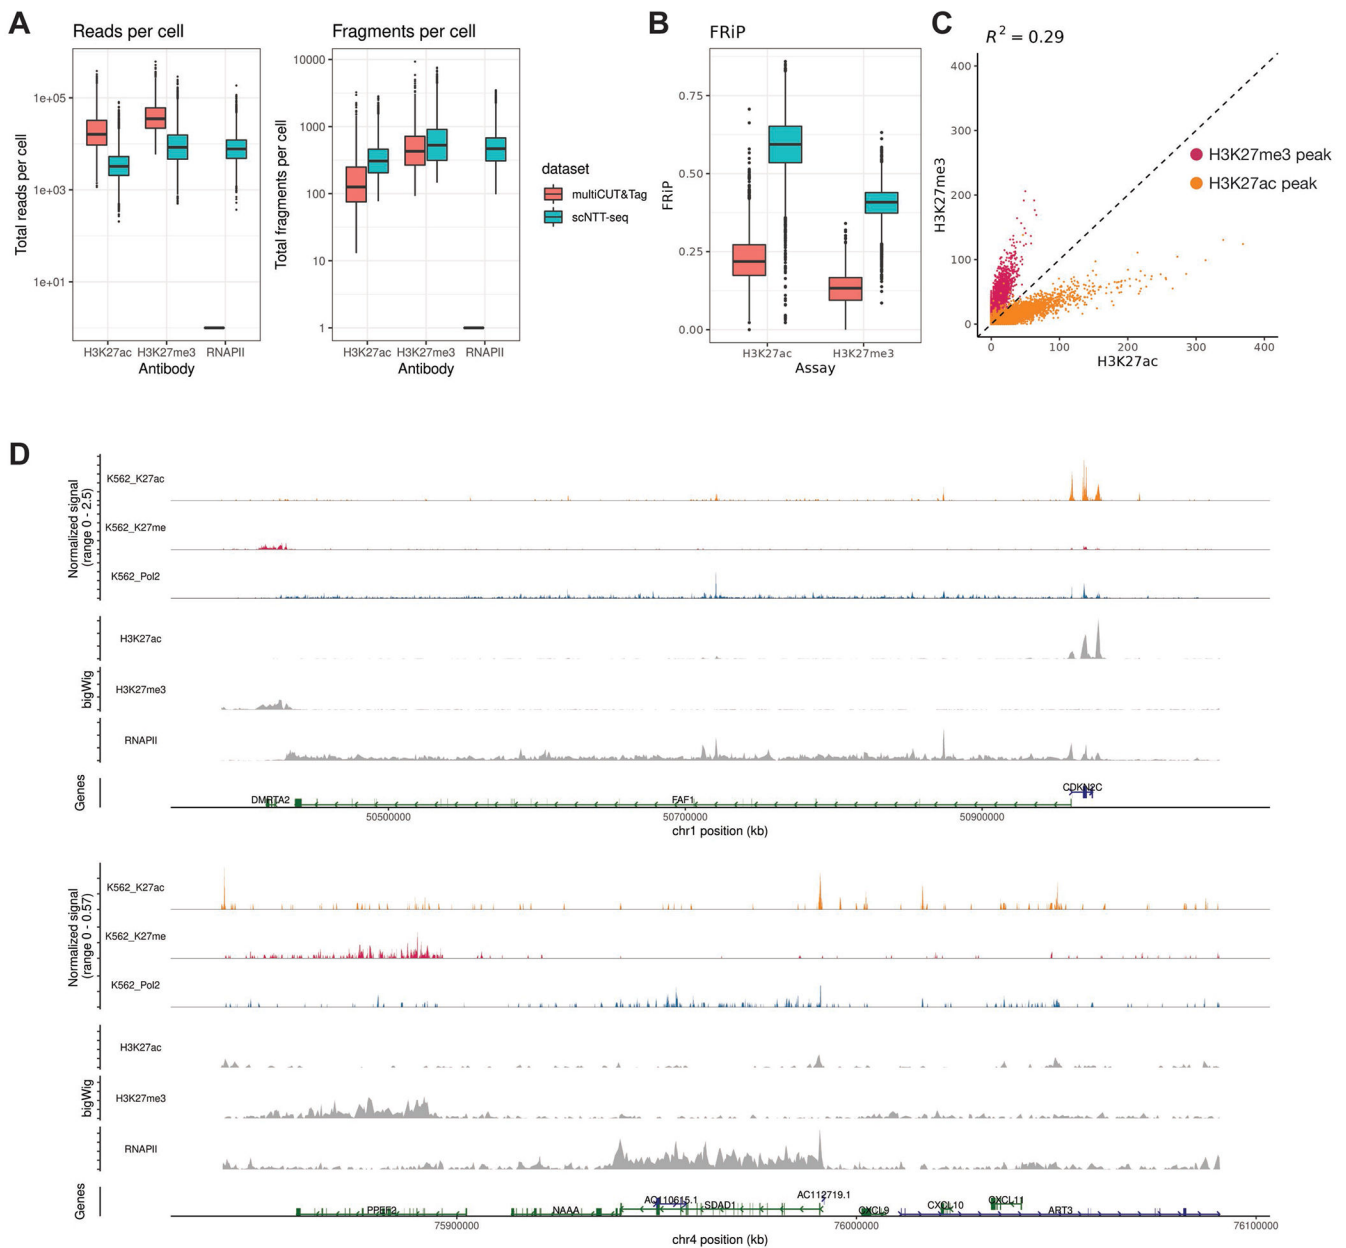 A
Reads per cell
Total reads per cell
1e+05
1e+03
1e+01
H3K27ac H3K27me3 RNAPII
Antibody
Fragments per cell
Total fragments per cell
10000
1000
100
10
1
H3K27ac H3K27me3 RNAPII
Antibody
dataset
multiCUT&Tag
scNTT-seq
B
FRiP
FRiP
0.75
0.50
0.25
0.00
H3K27ac H3K27me3
Assay
C
R² = 0.29
H3K27me3
400
300
200
100
0
0 100 200 300 400
H3K27ac
H3K27me3 peak
H3K27ac peak
D
Normalized signal
(range 0 - 2.5)
K562_K27ac
K562_K27me
K562_Pol2
bigWig
H3K27ac
H3K27me3
RNAPII
Genes
DMRTA2
FAF1
CDKN2C
50500000 50700000 50900000
chr1 position (kb)
Normalized signal
(range 0 - 0.57)
K562_K27ac
K562_K27me
K562_Pol2
bigWig
H3K27ac
H3K27me3
RNAPII
Genes
PPEF2
NAAA
AC110615.1
SDAD1
AC112719.1
CXCL9
CXCL10
CXCL11
ART3
75900000 76000000 76100000
chr4 position (kb)